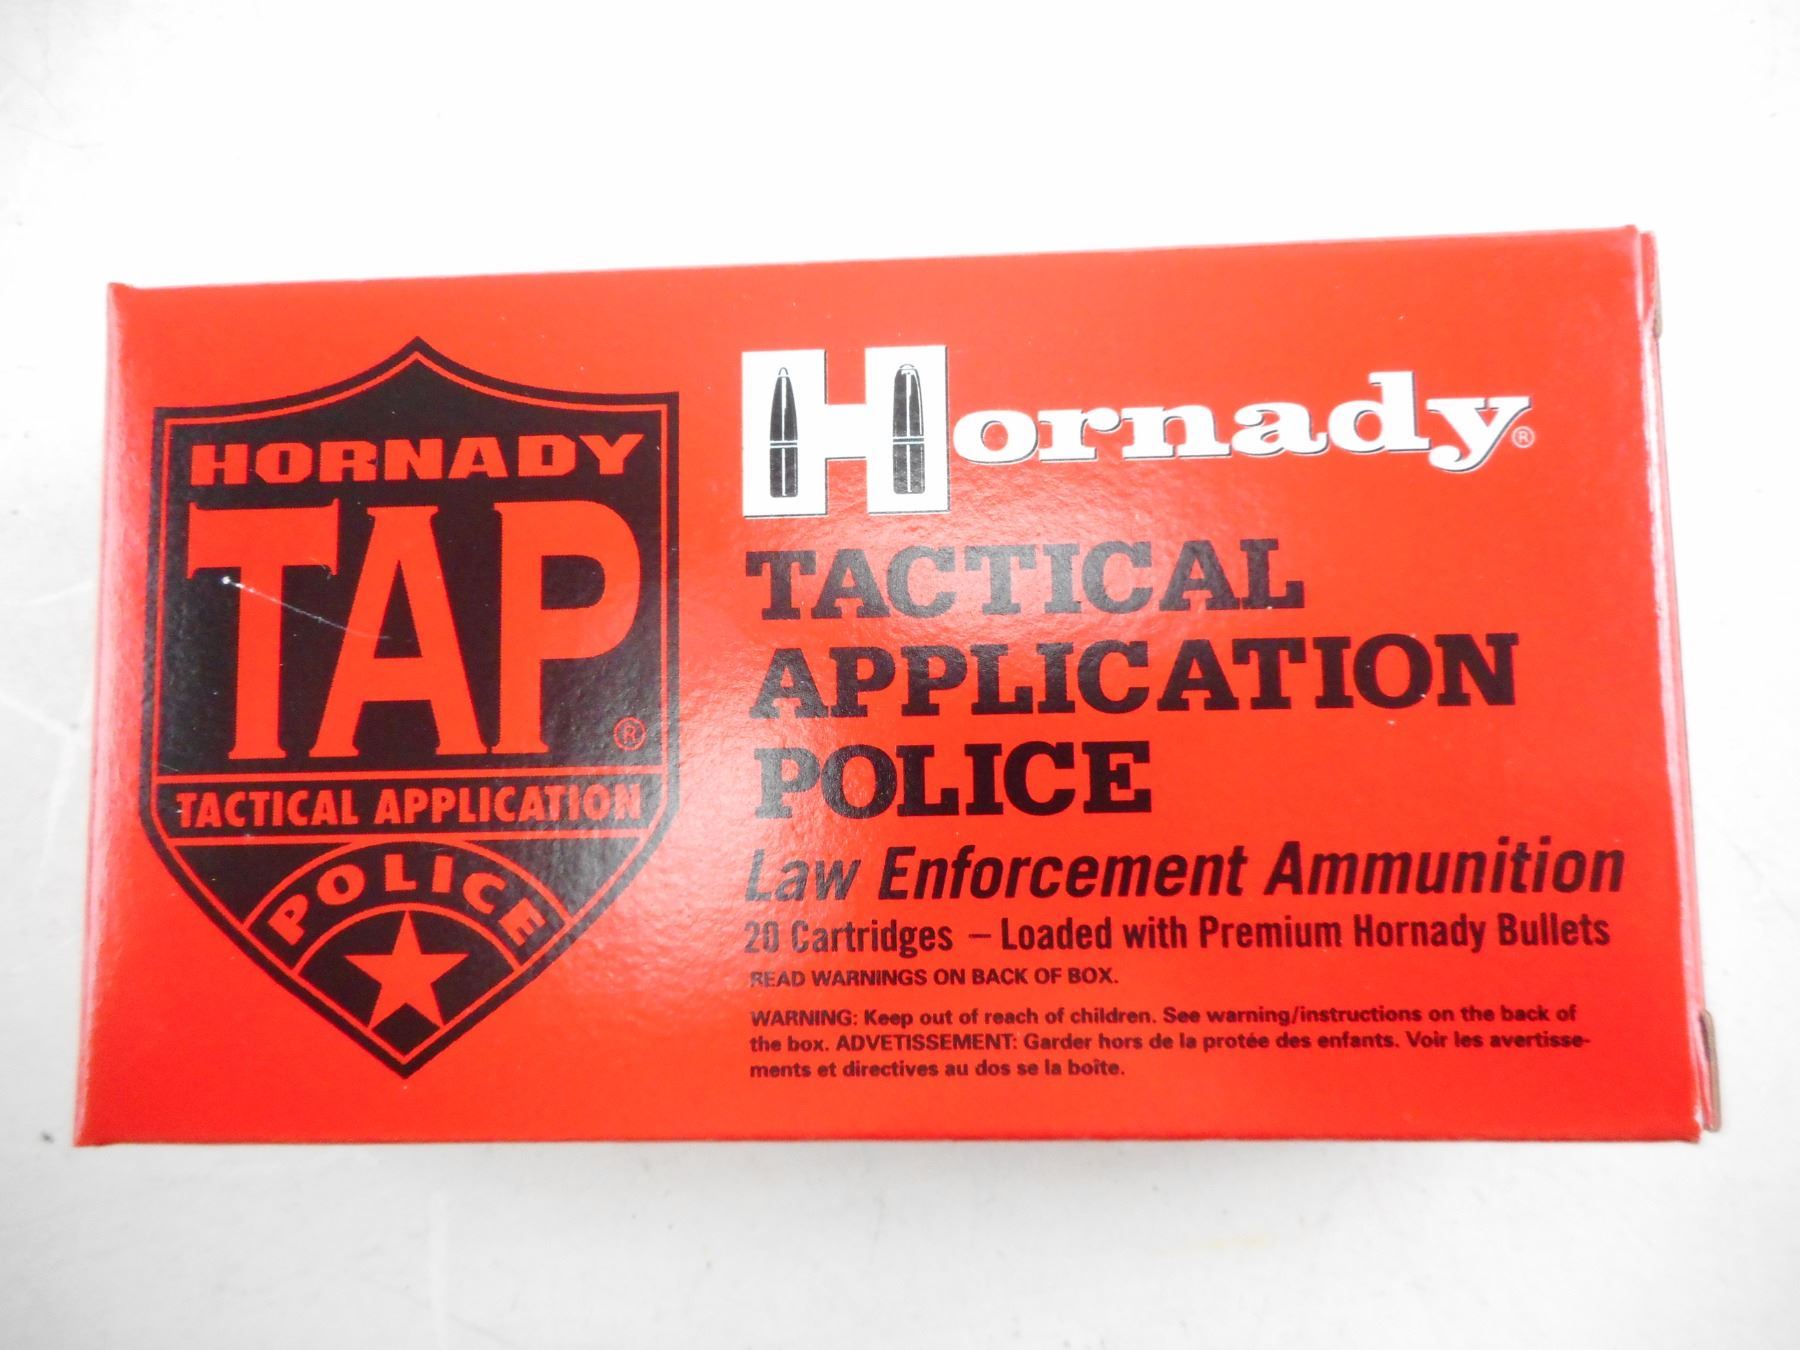 HORNADY
TAP®
TACTICAL APPLICATION
POLICE
Hornady®
TACTICAL
APPLICATION
POLICE
Law Enforcement Ammunition
20 Cartridges – Loaded with Premium Hornady Bullets
READ WARNINGS ON BACK OF BOX.
WARNING: Keep out of reach of children. See warning/instructions on the back of
the box. ADVETISSEMENT: Garder hors de la protée des enfants. Voir les avertisse-
ments et directives au dos se la boîte.